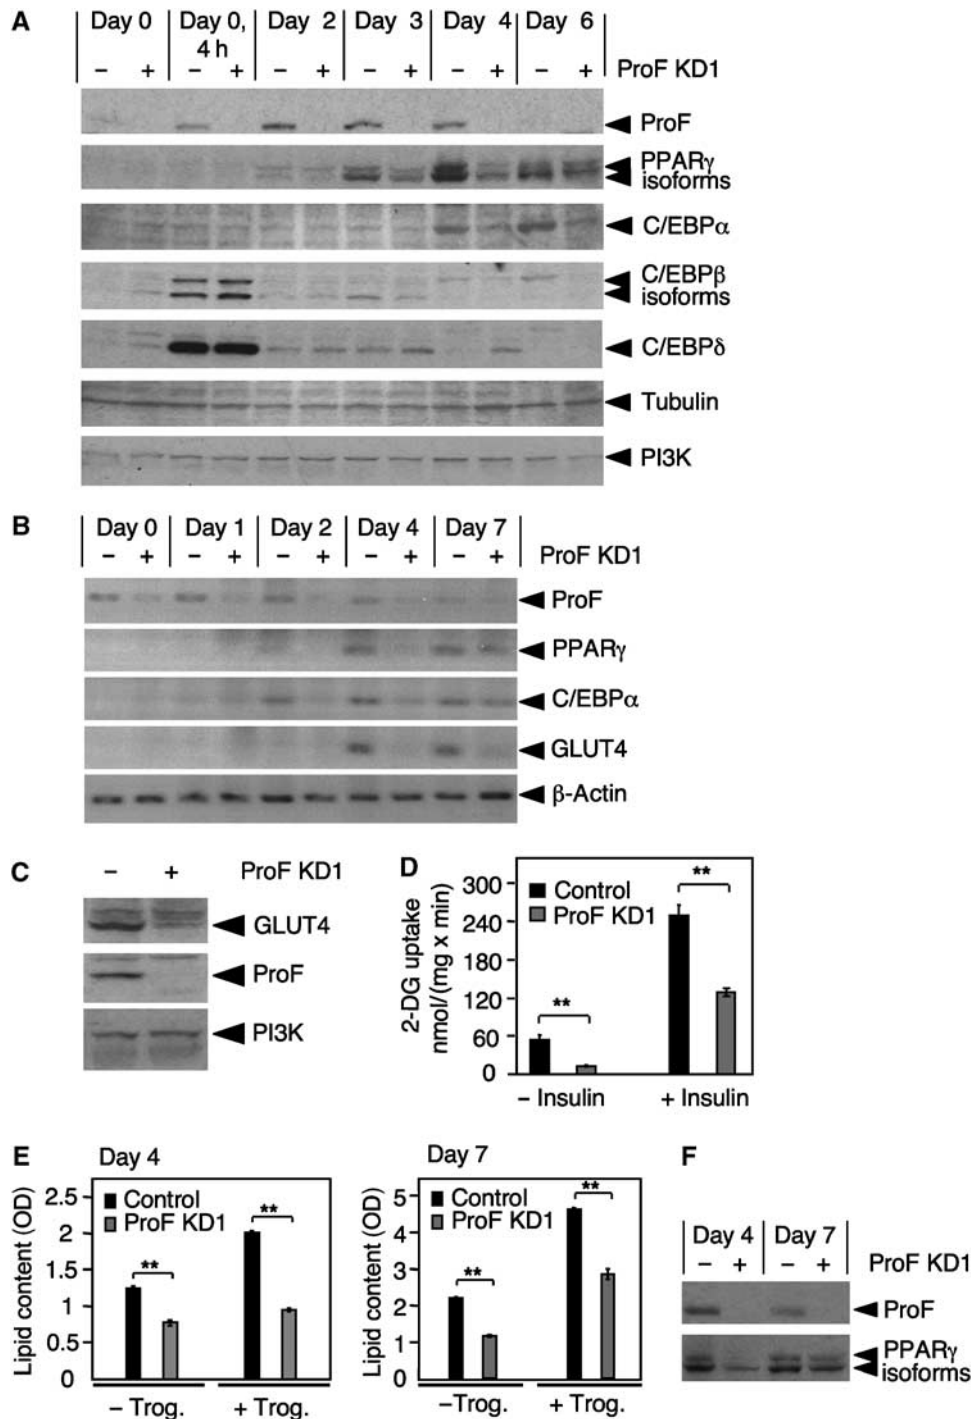 A
Day 0 Day 0, 4 h Day 2 Day 3 Day 4 Day 6
– + – + – + – + – + – + ProF KD1
ProF
PPARγ
isoforms
C/EBPα
C/EBPβ
isoforms
C/EBPδ
Tubulin
PI3K
B
Day 0 Day 1 Day 2 Day 4 Day 7
– + – + – + – + – + ProF KD1
ProF
PPARγ
C/EBPα
GLUT4
β-Actin
C
– + ProF KD1
GLUT4
ProF
PI3K
D
2-DG uptake
nmol/(mg x min)
300
240
180
120
60
0
Control
ProF KD1
**
**
– Insulin + Insulin
E
Day 4
Lipid content (OD)
2.5
2
1.5
1
0.5
0
Control
ProF KD1
**
**
– Trog. + Trog.
Day 7
Lipid content (OD)
5
4
3
2
1
0
Control
ProF KD1
**
**
–Trog. + Trog.
F
Day 4 Day 7
– + – + ProF KD1
ProF
PPARγ
isoforms